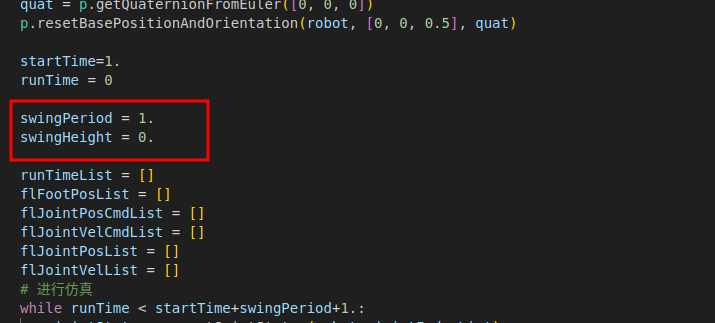 quat = p.getQuaternionFromEuler([0, 0, 0])
p.resetBasePositionAndOrientation(robot, [0, 0, 0.5], quat)
startTime=1.
runTime = 0
swingPeriod = 1.
swingHeight = 0.
runTimeList = []
flFootPosList = []
flJointPosCmdList = []
flJointVelCmdList = []
flJointPosList = []
flJointVelList = []
# 进行仿真
while runTime < startTime+swingPeriod+1.: